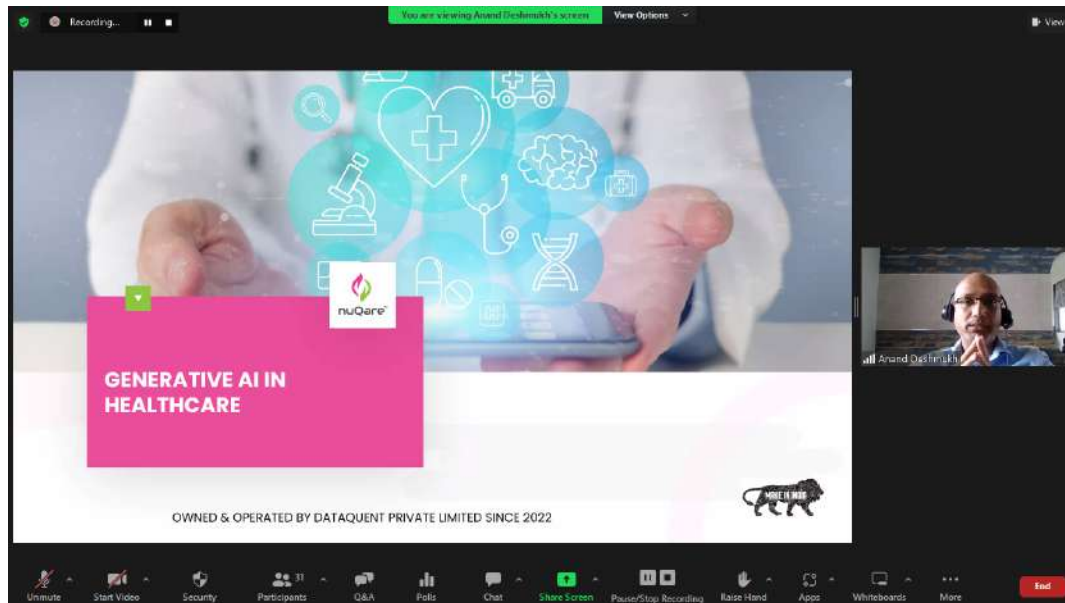 Recording...
You are viewing Anand Deshmukh's screen
View Options
View
nuQare™
GENERATIVE AI IN
HEALTHCARE
OWNED & OPERATED BY DATAQUENT PRIVATE LIMITED SINCE 2022
MAKE IN INDIA
Anand Deshmukh
Unmute
Start Video
Security
Participants
31
Q&A
Polls
Chat
Share Screen
Pause/Stop Recording
Raise Hand
Apps
Whiteboards
More
End